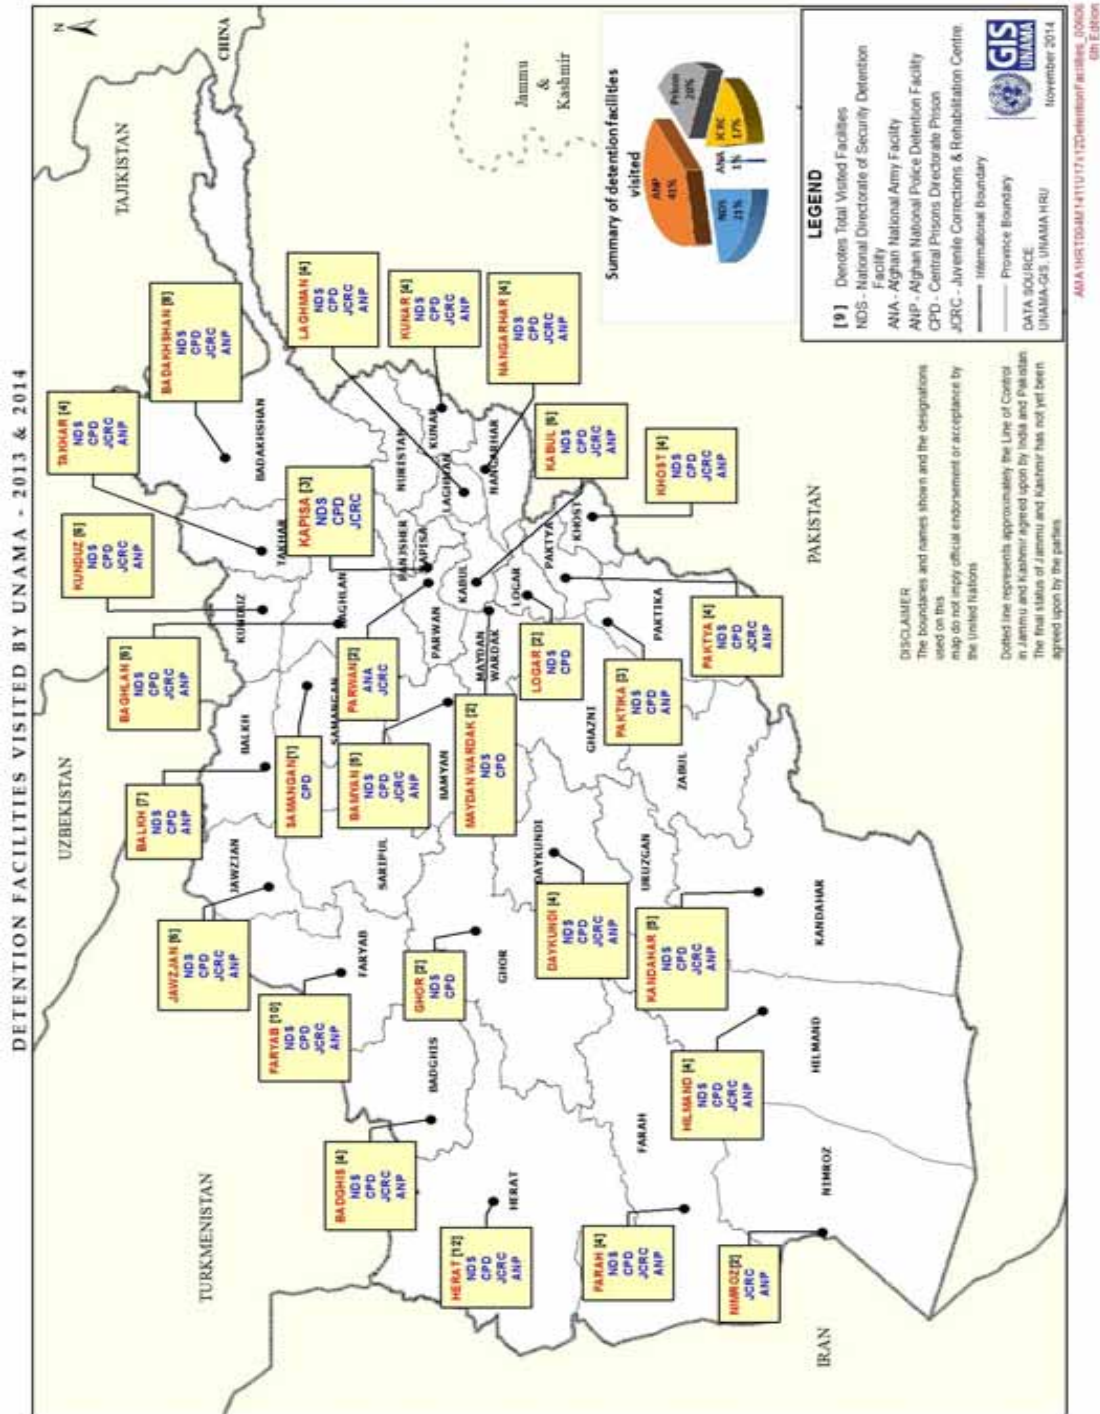 DETENTION FACILITIES VISITED BY UNAMA - 2013 & 2014
N
UZBEKISTAN
TAJIKISTAN
CHINA
TURKMENISTAN
Jammu
&
Kashmir
PAKISTAN
IRAN
TAKHAR [4]
NDS
CPD
JCRC
ANP
KUNDUZ [6]
NDS
CPD
JCRC
ANP
BADAKHSHAN [8]
NDS
CPD
JCRC
ANP
BAGHLAN [6]
NDS
CPD
JCRC
ANP
BALKH [7]
NDS
CPD
ANP
JAWZJAN [6]
NDS
CPD
JCRC
ANP
FARYAB [10]
NDS
CPD
JCRC
ANP
SAMANGAN[1]
CPD
KAPISA [3]
NDS
CPD
JCRC
LAGHMAN [4]
NDS
CPD
JCRC
ANP
KUNAR [4]
NDS
CPD
JCRC
ANP
NANGARHAR [4]
NDS
CPD
JCRC
ANP
PARWAN[2]
ANA
JCRC
BAMYAN [5]
NDS
CPD
JCRC
ANP
BADGHIS [4]
NDS
CPD
JCRC
ANP
GHOR [2]
NDS
CPD
MAYDAN WARDAK [2]
NDS
CPD
HERAT [12]
NDS
CPD
JCRC
ANP
LOGAR [2]
NDS
CPD
KABUL [6]
NDS
CPD
JCRC
ANP
KHOST [4]
NDS
CPD
JCRC
ANP
DAYKUNDI [4]
NDS
CPD
JCRC
ANP
PAKTIKA [3]
NDS
CPD
ANP
PAKTYA [4]
NDS
CPD
JCRC
ANP
KANDAHAR [5]
NDS
CPD
JCRC
ANP
HILMAND [4]
NDS
CPD
JCRC
ANP
FARAH [4]
NDS
CPD
JCRC
ANP
NIMROZ[2]
JCRC
ANP
BADAKHSHAN
TAKHAR
KUNDUZ
BAGHLAN
BALKH
SAMANGAN
JAWZJAN
SARIPUL
FARYAB
BADGHIS
NURISTAN
KUNAR
LAGHMAN
NANGARHAR
PANJSHER
KAPISA
PARWAN
KABUL
LOGAR
MAYDAN
WARDAK
BAMYAN
PAKTYA
KHOST
PAKTIKA
GHAZNI
ZABUL
DAYKUNDI
URUZGAN
GHOR
HERAT
FARAH
KANDAHAR
HELMAND
NIMROZ
Summary of detention facilities
visited
ANP
41%
Prison
20%
JCRC
17%
ANA
1%
NDS
21%
LEGEND
[9] Denotes Total Visited Facilities
NDS - National Directorate of Security Detention
Facility
ANA - Afghan National Army Facility
ANP - Afghan National Police Detention Facility
CPD - Central Prisons Directorate Prison
JCRC - Juvenile Corrections & Rehabilitation Centre.
International Boundary
Province Boundary
DATA SOURCE
UNAMA-GIS, UNAMA HRU
GIS
UNAMA
November 2014
6th Edition
DISCLAIMER
The boundaries and names shown and the designations
used on this
map do not imply official endorsement or acceptance by
the United Nations
Dotted line represents approximately the Line of Control
in Jammu and Kashmir agreed upon by India and Pakistan.
The final status of Jammu and Kashmir has not yet been
agreed upon by the parties